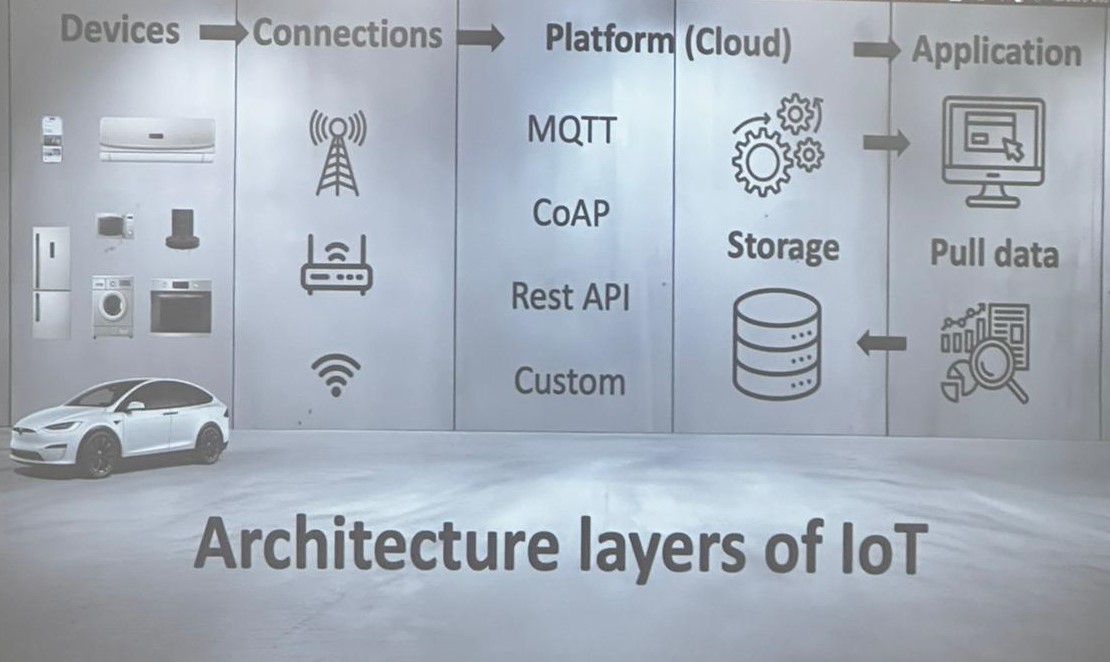 Devices Connections Platform (Cloud) Application
MQTT
CoAP
Rest API
Custom
Storage
Pull data
Architecture layers of IoT